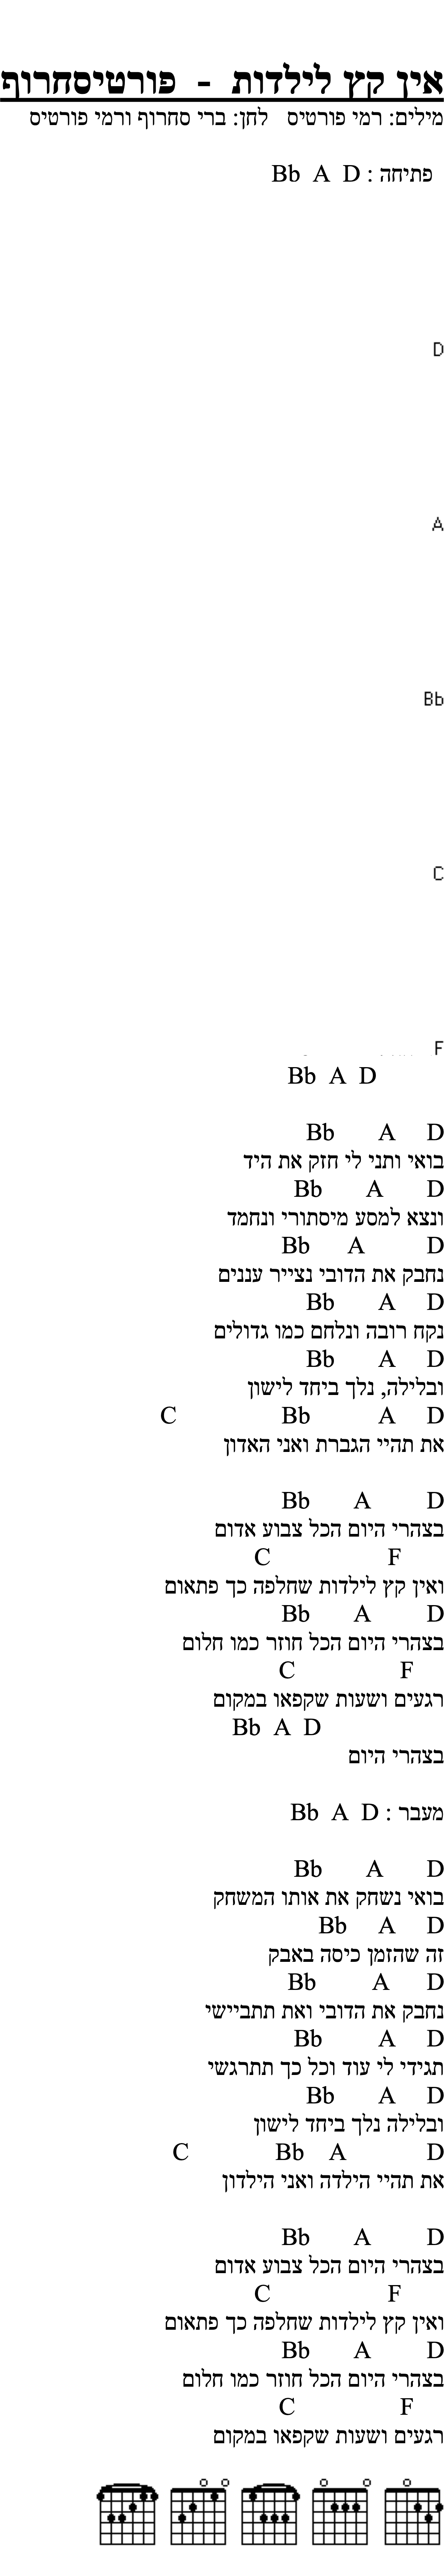 אין קץ לילדות - פורטיסחרוף
מילים: רמי פורטיס לחן: ברי סחרוף ורמי פורטיס
פתיחה : Bb A D
D
A
Bb
C
F
Bb A D
Bb A D
בואי ותני לי חזק את היד
Bb A D
ונצא למסע מיסתורי ונחמד
Bb A D
נחבק את הדובי נצייר עננים
Bb A D
נקח רובה ונלחם כמו גדולים
Bb A D
ובלילה, נלך ביחד לישון
C Bb A D
את תהיי הגברת ואני האדון
Bb A D
בצהרי היום הכל צבוע אדום
C F
ואין קץ לילדות שחלפה כך פתאום
Bb A D
בצהרי היום הכל חוזר כמו חלום
C F
רגעים ושעות שקפאו במקום
Bb A D
בצהרי היום
מעבר : Bb A D
Bb A D
בואי נשחק את אותו המשחק
Bb A D
זה שהזמן כיסה באבק
Bb A D
נחבק את הדובי ואת תתביישי
Bb A D
תגידי לי עוד וכל כך תתרגשי
Bb A D
ובלילה נלך ביחד לישון
C Bb A D
את תהיי הילדה ואני הילדון
Bb A D
בצהרי היום הכל צבוע אדום
C F
ואין קץ לילדות שחלפה כך פתאום
Bb A D
בצהרי היום הכל חוזר כמו חלום
C F
רגעים ושעות שקפאו במקום